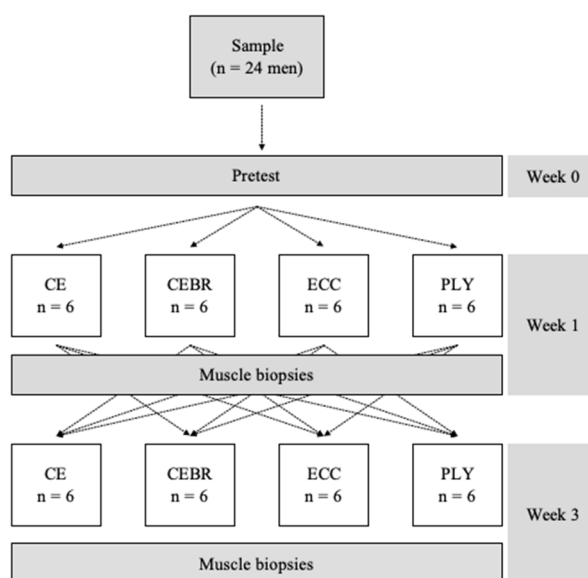 Sample
(n = 24 men)
Pretest
Week 0
CE
n = 6
CEBR
n = 6
ECC
n = 6
PLY
n = 6
Week 1
Muscle biopsies
CE
n = 6
CEBR
n = 6
ECC
n = 6
PLY
n = 6
Week 3
Muscle biopsies